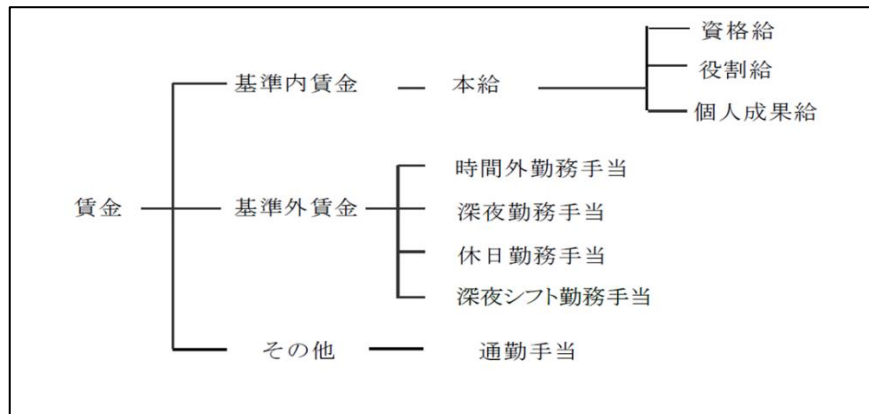 資格給
基準内賃金 本給 役割給
個人成果給
時間外勤務手当
賃金 基準外賃金 深夜勤務手当
休日勤務手当
深夜シフト勤務手当
その他 通勤手当